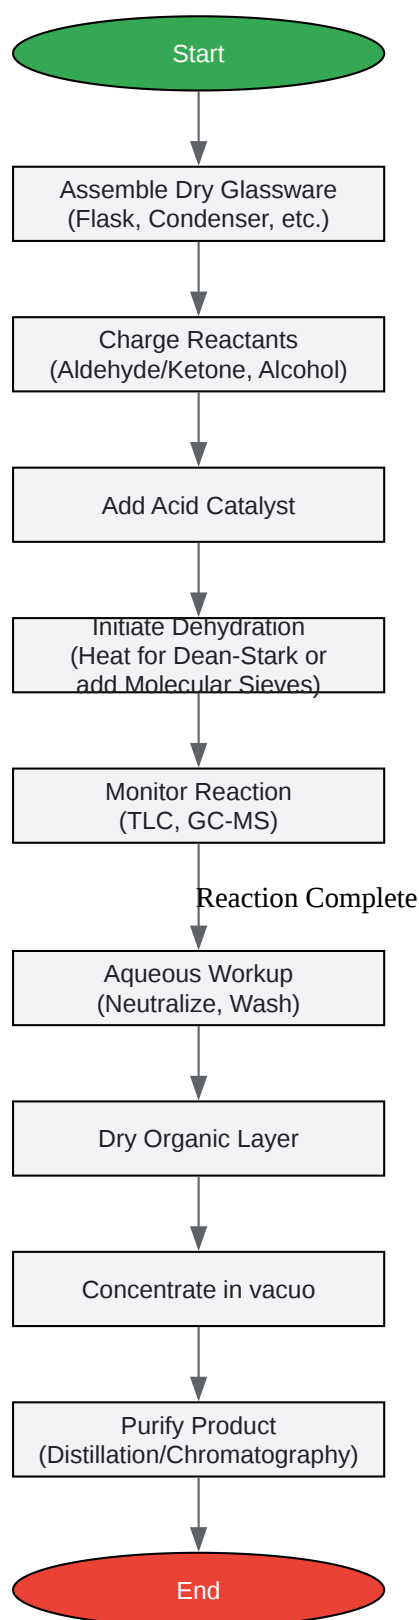 Start
Assemble Dry Glassware
(Flask, Condenser, etc.)
Charge Reactants
(Aldehyde/Ketone, Alcohol)
Add Acid Catalyst
Initiate Dehydration
(Heat for Dean-Stark or
add Molecular Sieves)
Monitor Reaction
(TLC, GC-MS)
Reaction Complete
Aqueous Workup
(Neutralize, Wash)
Dry Organic Layer
Concentrate in vacuo
Purify Product
(Distillation/Chromatography)
End